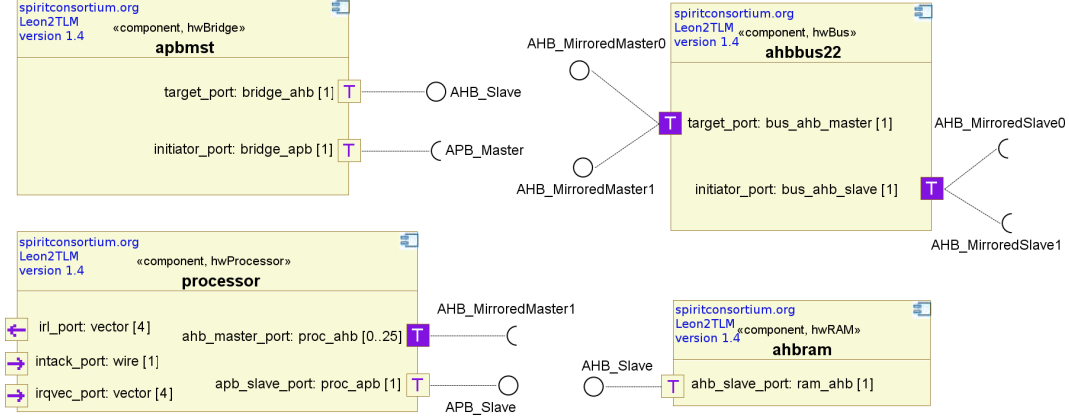 spiritconsortium.org
Leon2TLM
version 1.4
«component, hwBridge»
apbmst
target_port: bridge_ahb [1]
T
AHB_Slave
initiator_port: bridge_apb [1]
T
APB_Master
spiritconsortium.org
Leon2TLM
version 1.4
«component, hwBus»
ahbbus22
AHB_MirroredMaster0
T
target_port: bus_ahb_master [1]
AHB_MirroredMaster1
AHB_MirroredSlave0
initiator_port: bus_ahb_slave [1]
T
AHB_MirroredSlave1
spiritconsortium.org
Leon2TLM
version 1.4
«component, hwProcessor»
processor
irl_port: vector [4]
intack_port: wire [1]
irqvec_port: vector [4]
AHB_MirroredMaster1
ahb_master_port: proc_ahb [0..25]
T
apb_slave_port: proc_apb [1]
T
APB_Slave
spiritconsortium.org
Leon2TLM
version 1.4
«component, hwRAM»
ahbram
AHB_Slave
T
ahb_slave_port: ram_ahb [1]